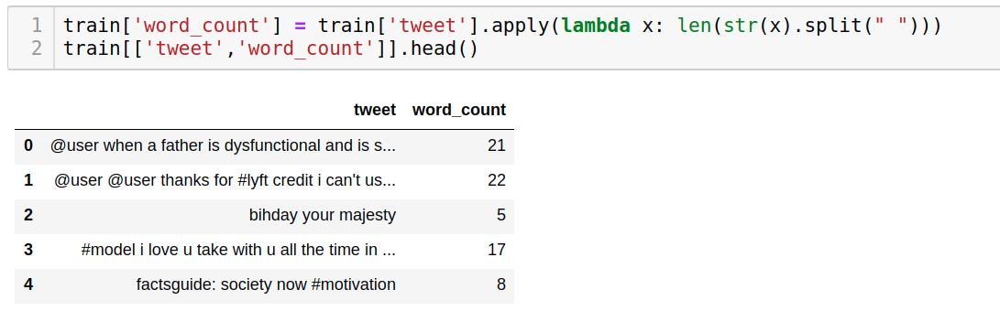 1 train['word_count'] = train['tweet'].apply(lambda x: len(str(x).split(" ")))
2 train[['tweet','word_count']].head()
tweet word_count
0 @user when a father is dysfunctional and is s... 21
1 @user @user thanks for #lyft credit i can't us... 22
2 bihday your majesty 5
3 #model i love u take with u all the time in ... 17
4 factsguide: society now #motivation 8